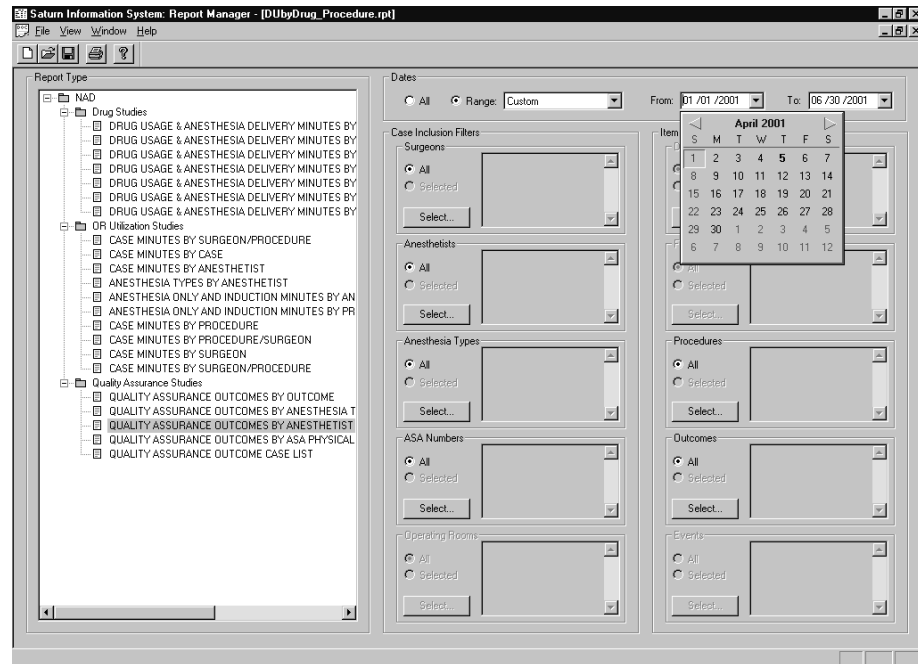 Saturn Information System: Report Manager - [DUbyDrug_Procedure.rpt]
File View Window Help
Report Type
NAD
Drug Studies
DRUG USAGE & ANESTHESIA DELIVERY MINUTES BY
DRUG USAGE & ANESTHESIA DELIVERY MINUTES BY
DRUG USAGE & ANESTHESIA DELIVERY MINUTES BY
DRUG USAGE & ANESTHESIA DELIVERY MINUTES BY
DRUG USAGE & ANESTHESIA DELIVERY MINUTES BY
DRUG USAGE & ANESTHESIA DELIVERY MINUTES BY
DRUG USAGE & ANESTHESIA DELIVERY MINUTES BY
OR Utilization Studies
CASE MINUTES BY SURGEON/PROCEDURE
CASE MINUTES BY CASE
CASE MINUTES BY ANESTHETIST
ANESTHESIA TYPES BY ANESTHETIST
ANESTHESIA ONLY AND INDUCTION MINUTES BY AN
ANESTHESIA ONLY AND INDUCTION MINUTES BY PR
CASE MINUTES BY PROCEDURE
CASE MINUTES BY PROCEDURE/SURGEON
CASE MINUTES BY SURGEON
CASE MINUTES BY SURGEON/PROCEDURE
Quality Assurance Studies
QUALITY ASSURANCE OUTCOMES BY OUTCOME
QUALITY ASSURANCE OUTCOMES BY ANESTHESIA T
QUALITY ASSURANCE OUTCOMES BY ANESTHETIST
QUALITY ASSURANCE OUTCOMES BY ASA PHYSICAL
QUALITY ASSURANCE OUTCOME CASE LIST
Dates
All Range: Custom From: 01 /01 /2001 To: 06 /30 /2001
Case Inclusion Filters
Surgeons
All
Selected
Select...
Anesthetists
All
Selected
Select...
Anesthesia Types
All
Selected
Select...
ASA Numbers
All
Selected
Select...
Operating Rooms
All
Selected
Select...
Item
April 2001
S M T W T F S
1 2 3 4 5 6 7
8 9 10 11 12 13 14
15 16 17 18 19 20 21
22 23 24 25 26 27 28
29 30 1 2 3 4 5
6 7 8 9 10 11 12
All
Selected
Select...
Procedures
All
Selected
Select...
Outcomes
All
Selected
Select...
Events
All
Selected
Select...